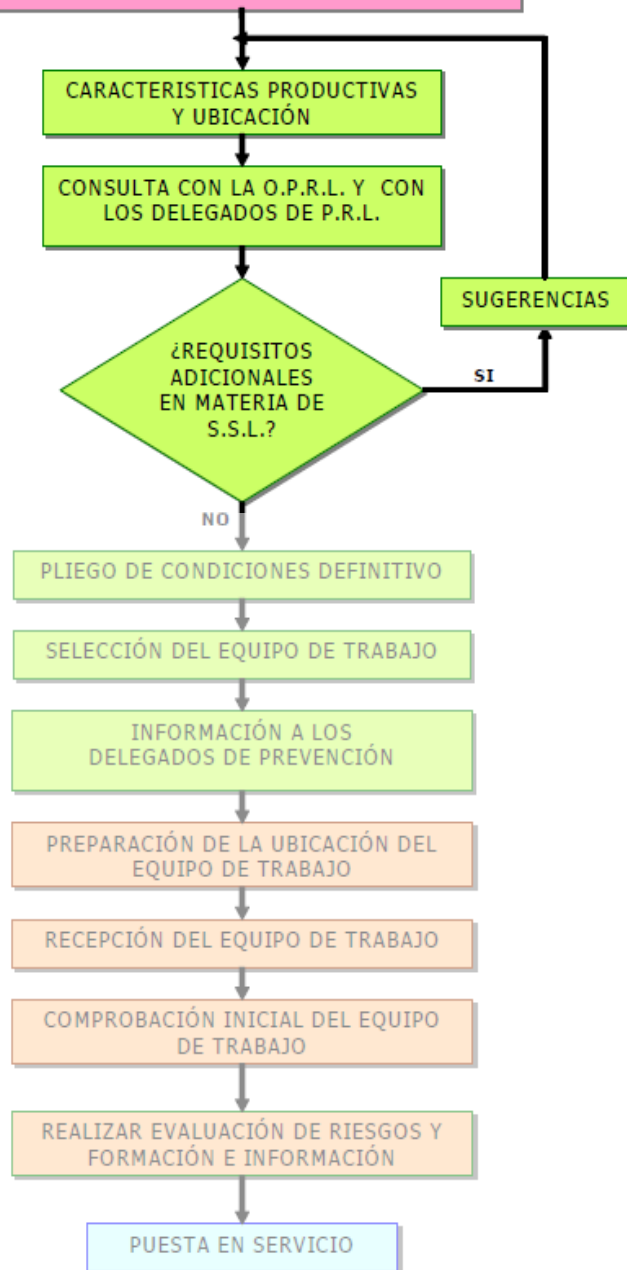 CARACTERISTICAS PRODUCTIVAS
Y UBICACIÓN
CONSULTA CON LA O.P.R.L. Y CON
LOS DELEGADOS DE P.R.L.
SUGERENCIAS
¿REQUISITOS
ADICIONALES
EN MATERIA DE
S.S.L.?
SI
NO
PLIEGO DE CONDICIONES DEFINITIVO
SELECCIÓN DEL EQUIPO DE TRABAJO
INFORMACIÓN A LOS
DELEGADOS DE PREVENCIÓN
PREPARACIÓN DE LA UBICACIÓN DEL
EQUIPO DE TRABAJO
RECEPCIÓN DEL EQUIPO DE TRABAJO
COMPROBACIÓN INICIAL DEL EQUIPO
DE TRABAJO
REALIZAR EVALUACIÓN DE RIESGOS Y
FORMACIÓN E INFORMACIÓN
PUESTA EN SERVICIO